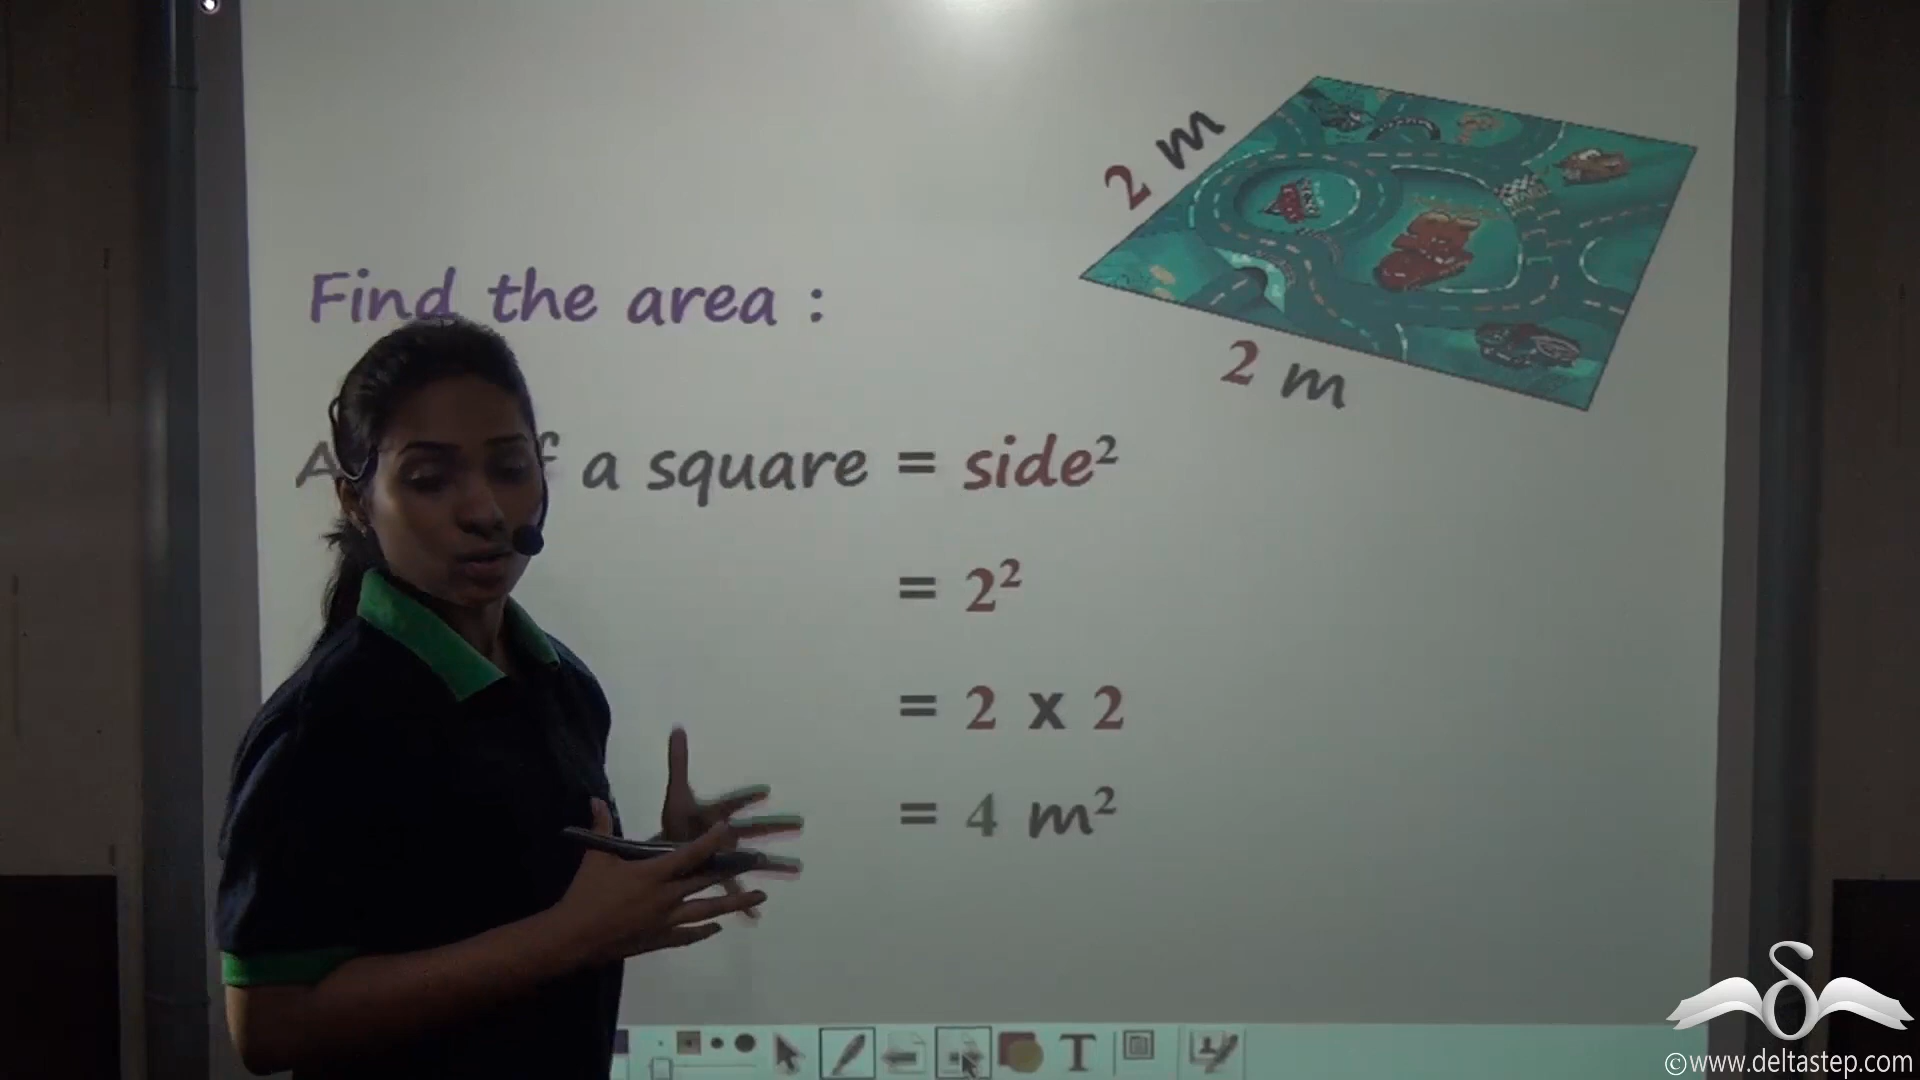 2 m
Find the area :
2 m
a square = side²
= 2²
= 2 x 2
= 4 m²
T
©www.deltastep.com